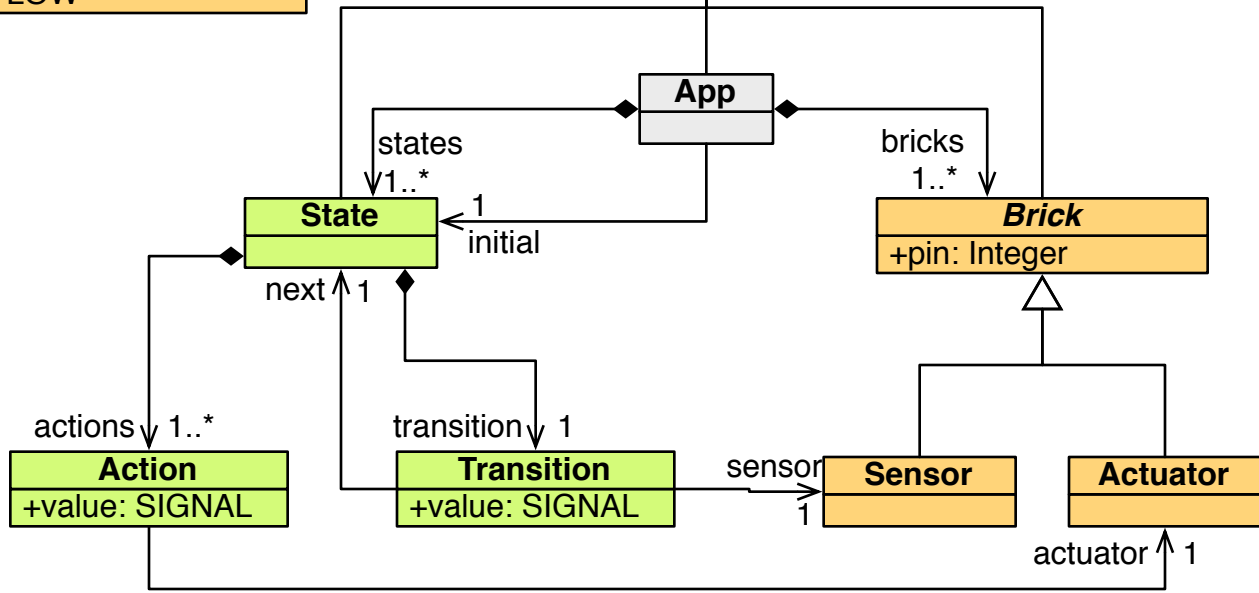 LOW
App
states
1..*
bricks
1..*
State
1
initial
Brick
+pin: Integer
next 1
actions 1..*
transition 1
Action
+value: SIGNAL
Transition
+value: SIGNAL
sensor
1
Sensor
Actuator
actuator 1